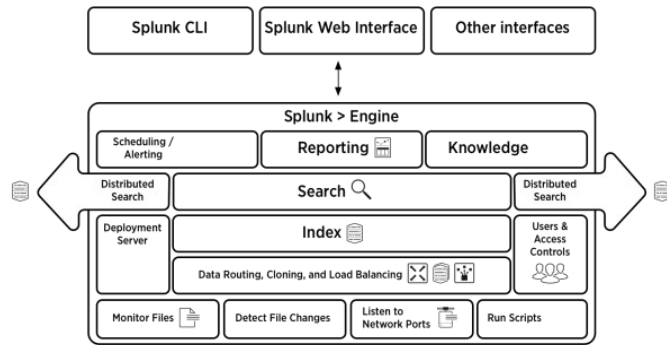 Splunk CLI
Splunk Web Interface
Other interfaces
Splunk > Engine
Scheduling /
Alerting
Reporting
Knowledge
Distributed
Search
Search
Distributed
Search
Deployment
Server
Index
Users &
Access
Controls
Data Routing, Cloning, and Load Balancing
Monitor Files
Detect File Changes
Listen to
Network Ports
Run Scripts